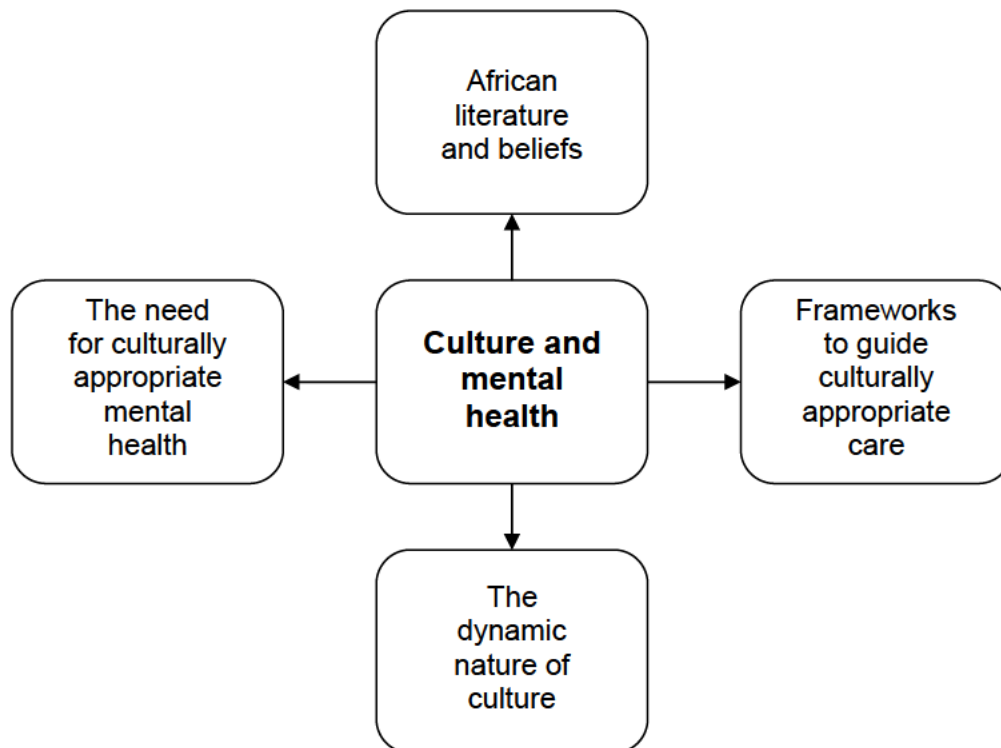 African
literature
and beliefs
The need
for culturally
appropriate
mental
health
Culture and
mental
health
Frameworks
to guide
culturally
appropriate
care
The
dynamic
nature of
culture